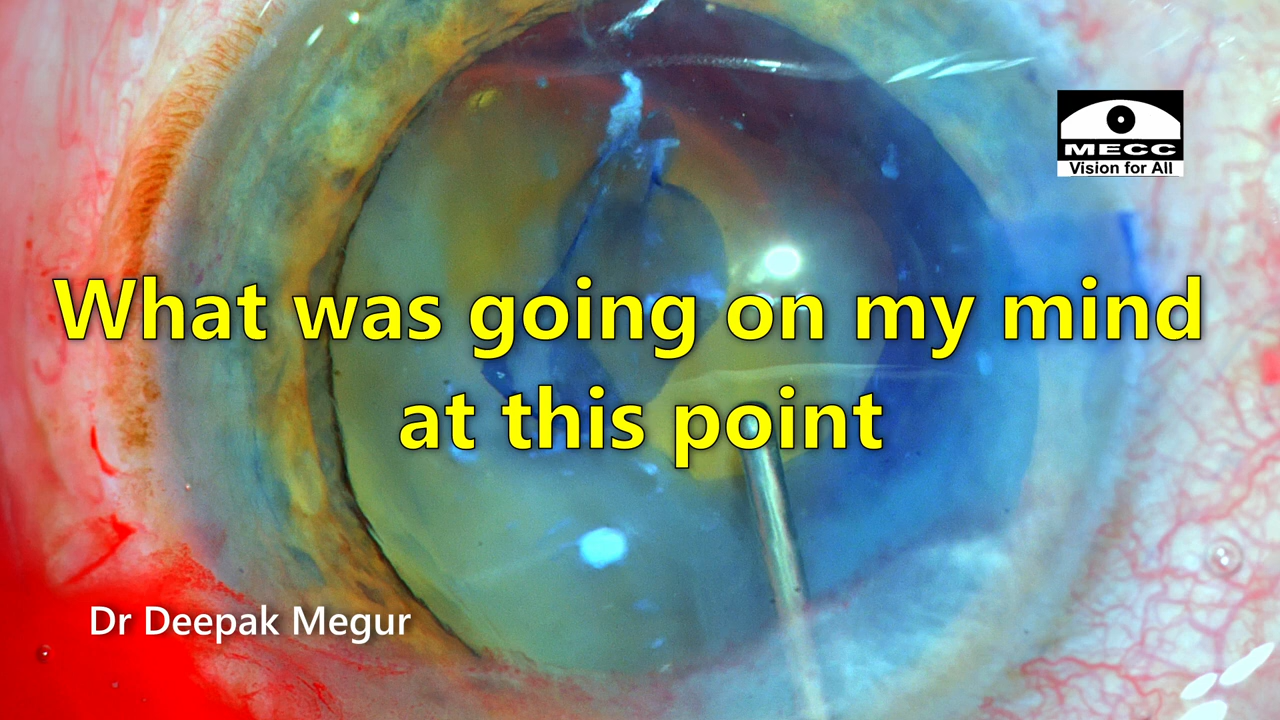 MECC
Vision for All
What was going on my mind
at this point
Dr Deepak Megur